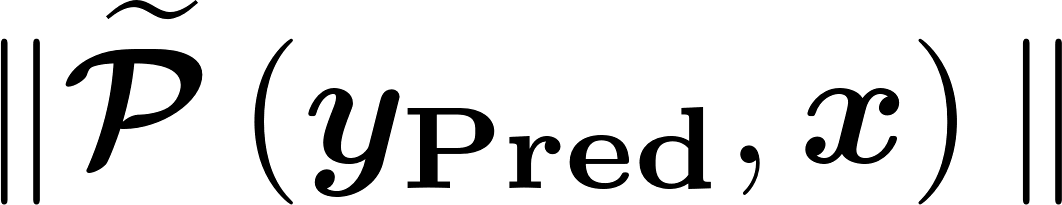 ‖𝓟̃ (𝒚_𝐏𝐫𝐞𝐝, 𝒙) ‖